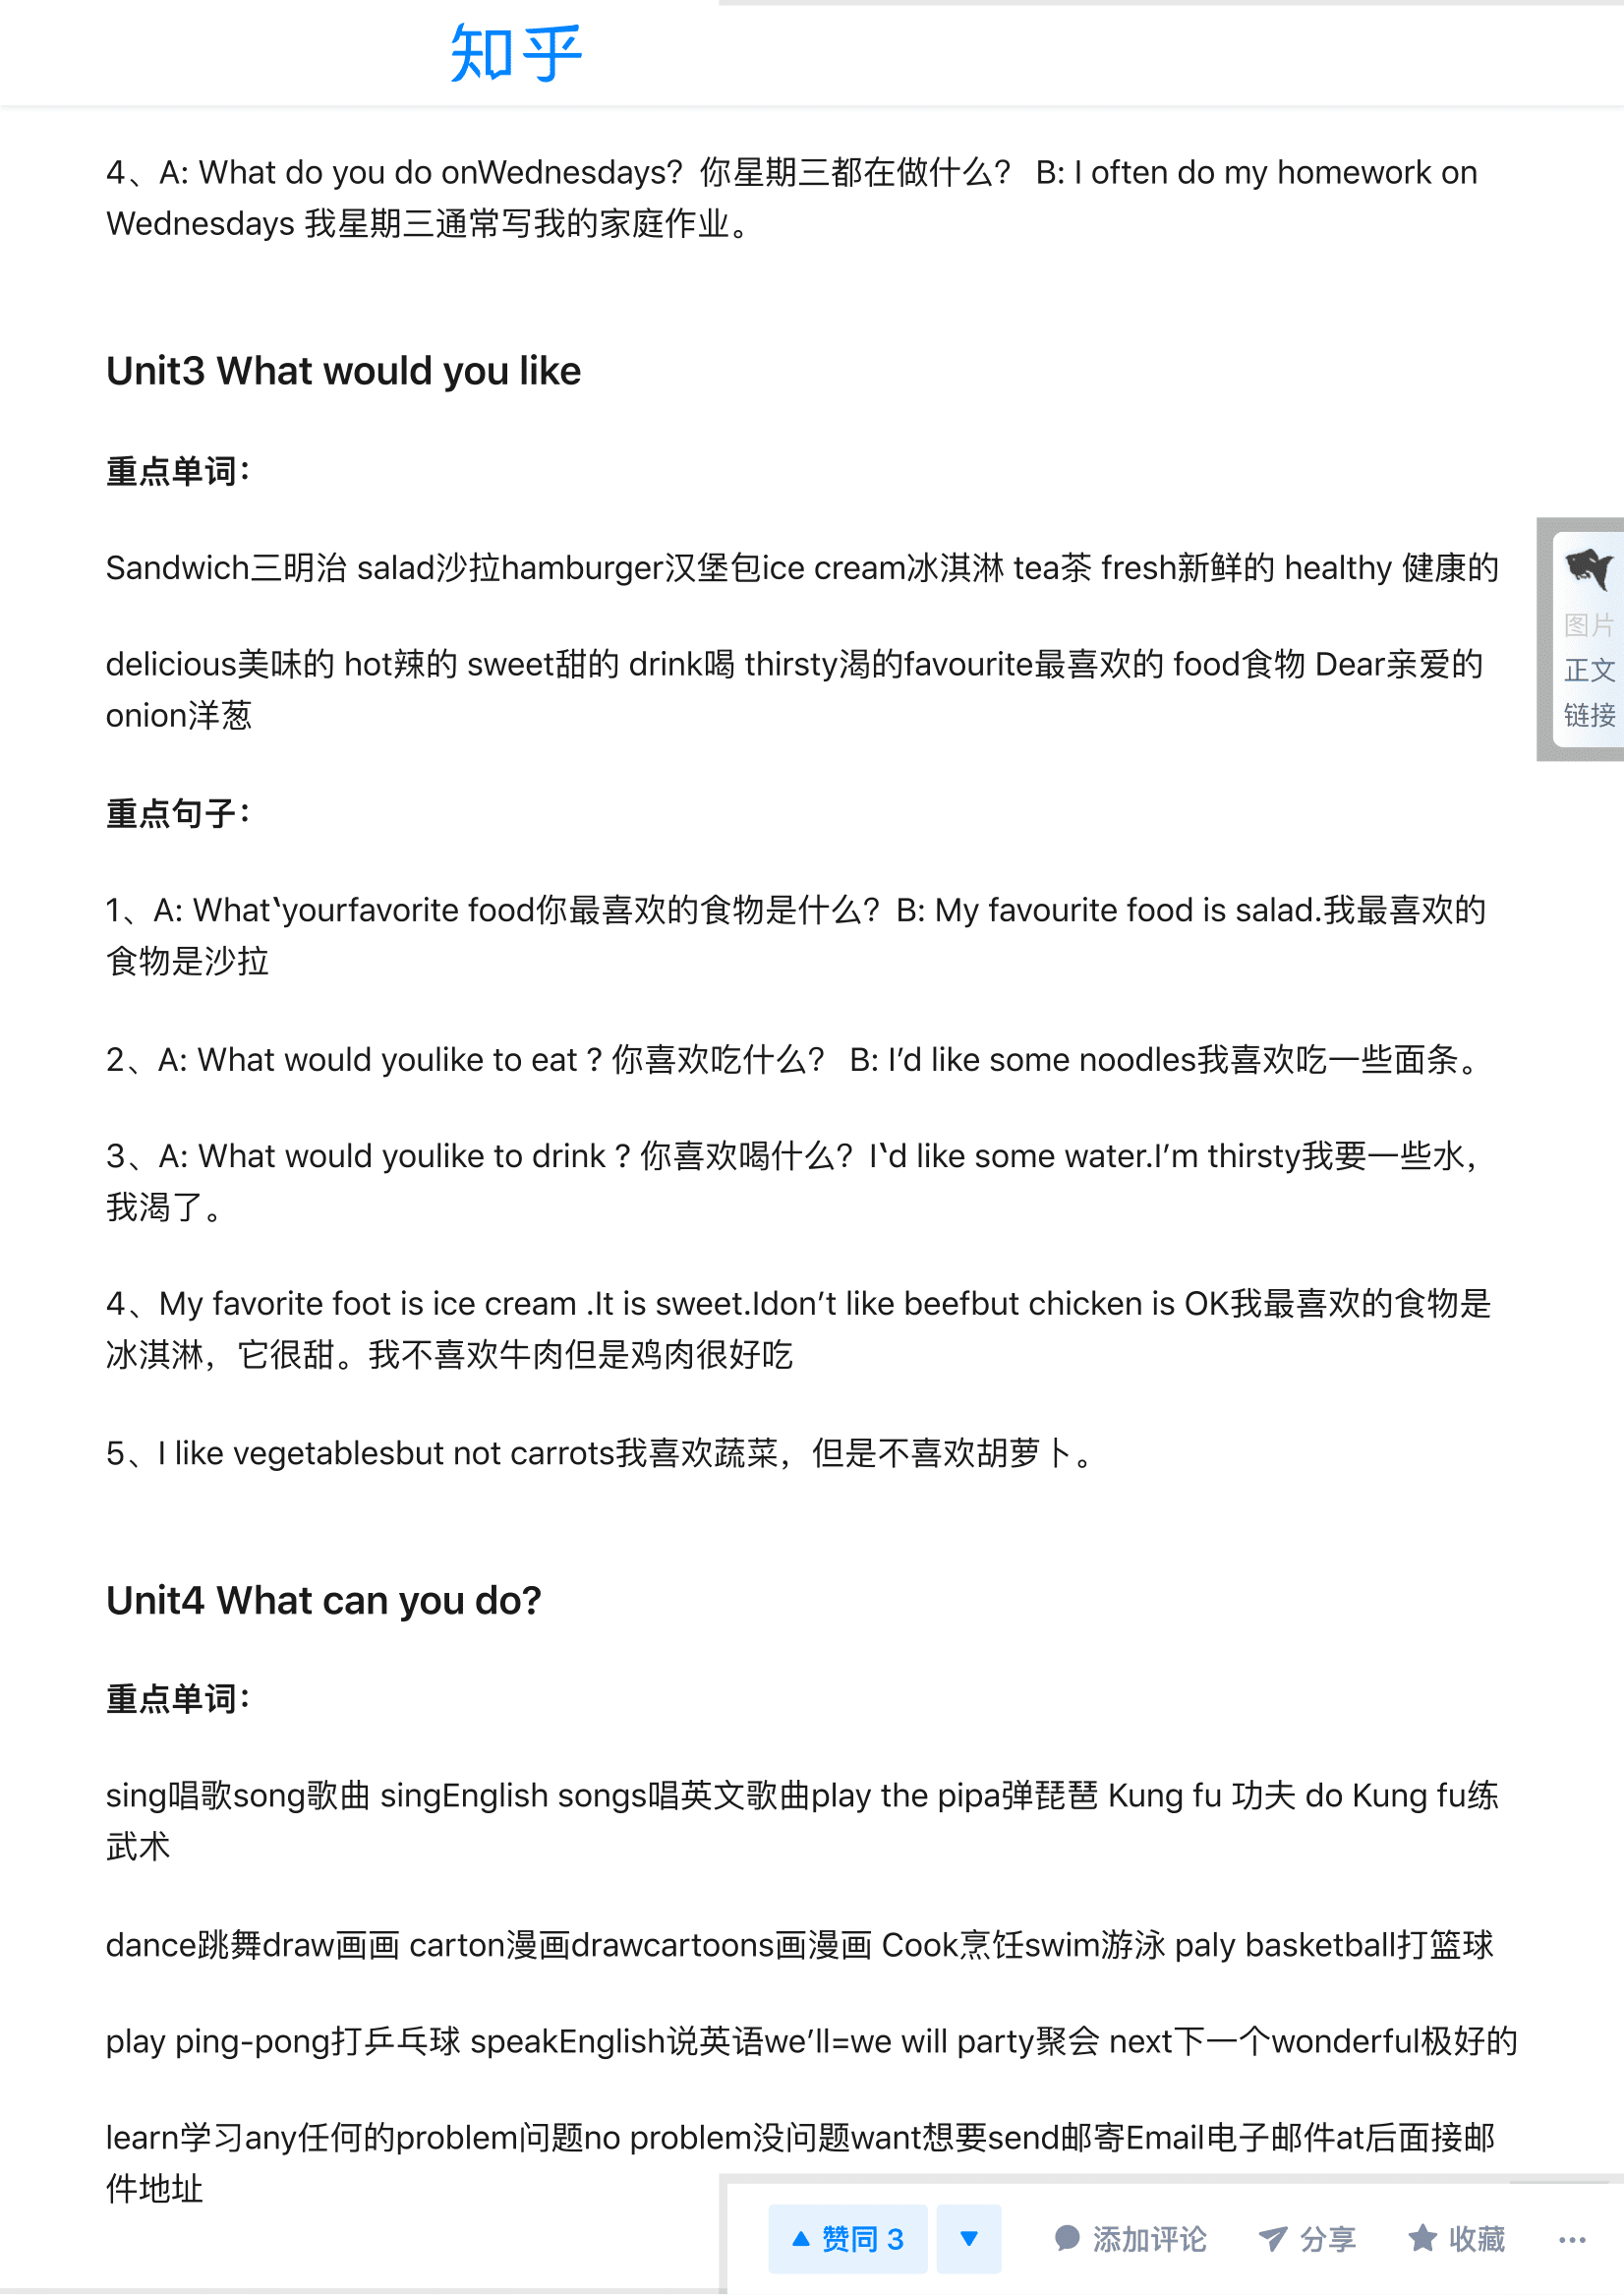 知乎
4、A: What do you do onWednesdays？你星期三都在做什么？ B: I often do my homework on
Wednesdays 我星期三通常写我的家庭作业。
Unit3 What would you like
重点单词：
Sandwich三明治 salad沙拉hamburger汉堡包ice cream冰淇淋 tea茶 fresh新鲜的 healthy 健康的
delicious美味的 hot辣的 sweet甜的 drink喝 thirsty渴的favourite最喜欢的 food食物 Dear亲爱的
onion洋葱
图片
正文
链接
重点句子：
1、A: What‵yourfavorite food你最喜欢的食物是什么？B: My favourite food is salad.我最喜欢的
食物是沙拉
2、A: What would youlike to eat ? 你喜欢吃什么？ B: I’d like some noodles我喜欢吃一些面条。
3、A: What would youlike to drink ? 你喜欢喝什么？I‵d like some water.I’m thirsty我要一些水，
我渴了。
4、My favorite foot is ice cream .It is sweet.Idon’t like beefbut chicken is OK我最喜欢的食物是
冰淇淋，它很甜。我不喜欢牛肉但是鸡肉很好吃
5、I like vegetablesbut not carrots我喜欢蔬菜，但是不喜欢胡萝卜。
Unit4 What can you do?
重点单词：
sing唱歌song歌曲 singEnglish songs唱英文歌曲play the pipa弹琵琶 Kung fu 功夫 do Kung fu练
武术
dance跳舞draw画画 carton漫画drawcartoons画漫画 Cook烹饪swim游泳 paly basketball打篮球
play ping-pong打乒乓球 speakEnglish说英语we’ll=we will party聚会 next下一个wonderful极好的
learn学习any任何的problem问题no problem没问题want想要send邮寄Email电子邮件at后面接邮
件地址
赞同 3 添加评论 分享 收藏